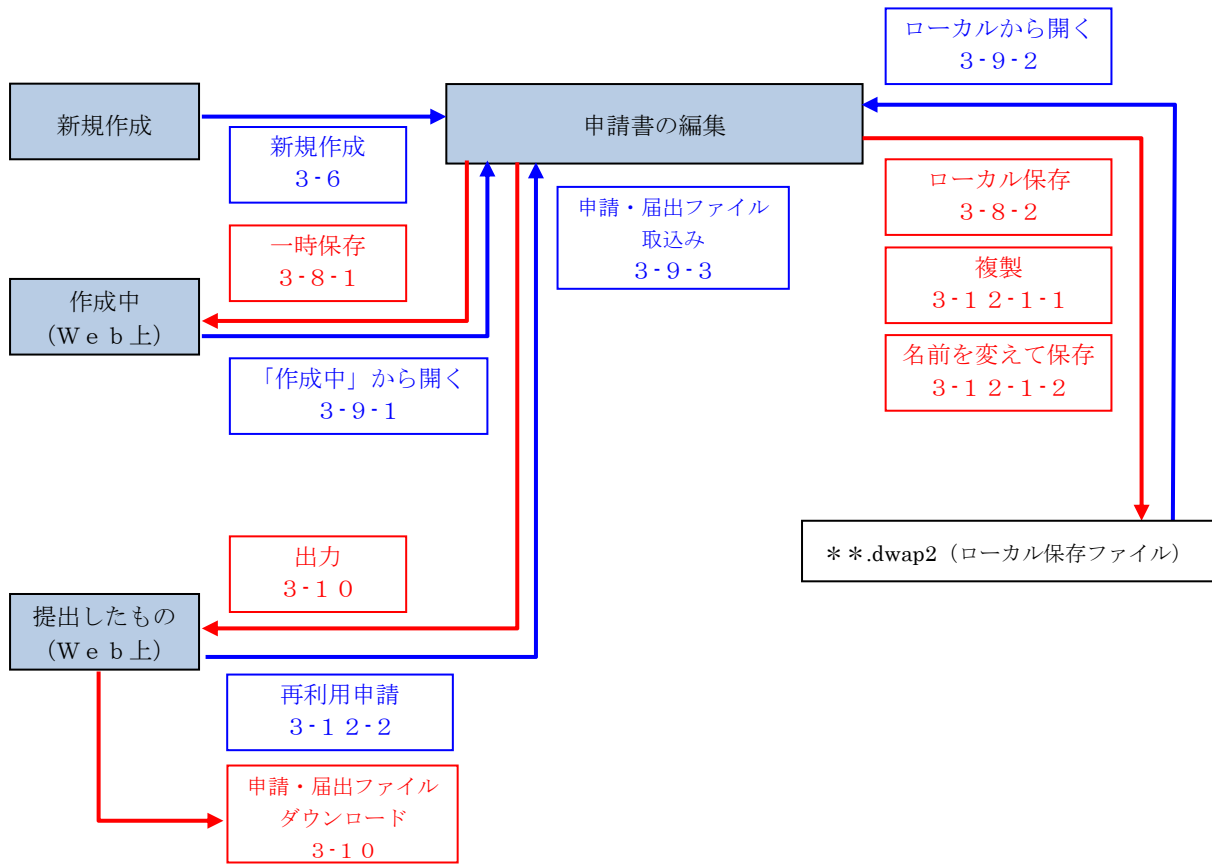 ローカルから開く
３-９-２
新規作成
申請書の編集
新規作成
３-６
申請・届出ファイル
取込み
３-９-３
ローカル保存
３-８-２
一時保存
３-８-１
複製
３-１２-１-１
作成中
（Ｗｅｂ上）
名前を変えて保存
３-１２-１-２
「作成中」から開く
３-９-１
＊＊.dwap2（ローカル保存ファイル）
出力
３-１０
提出したもの
（Ｗｅｂ上）
再利用申請
３-１２-２
申請・届出ファイル
ダウンロード
３-１０